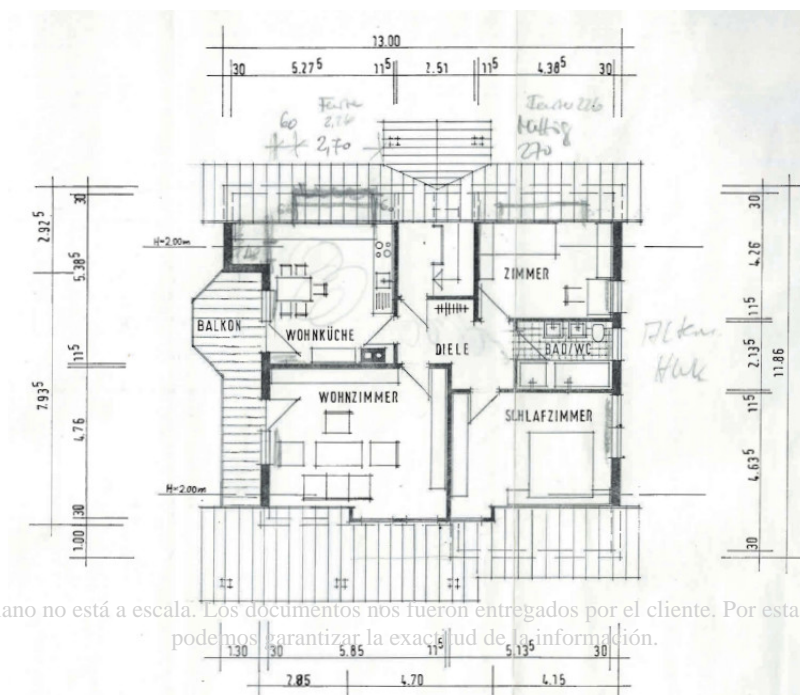 13.00
30 5.27⁵ 11⁵ 2.51 11⁵ 4.38⁵ 30
60 2,70
270
30
2.92⁵
5.38⁵
H=2.00m
BALKON
WOHNKÜCHE
DIELE
ZIMMER
BAD/WC
WOHNZIMMER
SCHLAFZIMMER
11⁵
7.93⁵
4.76
H=2.00m
30
1.00
30
4.26
11⁵
2.13⁵
11.86
11⁵
4.63⁵
30
ano no está a escala. Los documentos nos fueron entregados por el cliente. Por esta
podemos garantizar la exactitud de la información.
1.30 30 5.85 11⁵ 5.13⁵ 30
2.85 4.70 4.15